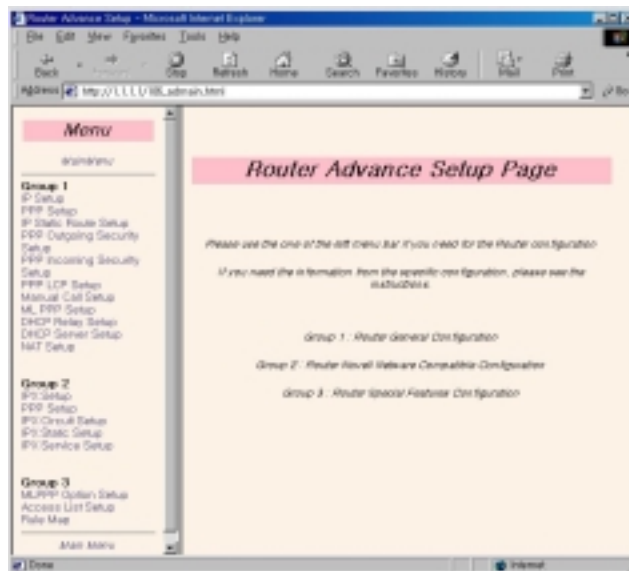 Router Advance Setup - Microsoft Internet Explorer
File Edit View Favorites Tools Help
Back Stop Refresh Home Search Favorites History Mail Print
Address http://1.1.1.1/
Menu
Group 1
IP Setup
PPP Setup
IP Static Route Setup
PPP Outgoing Security
Setup
PPP Incoming Security
Setup
PPP LCP Setup
Manual Call Setup
ML PPP Setup
DHCP Relay Setup
DHCP Server Setup
NAT Setup
Group 2
IPX Setup
PPP Setup
IPX Circuit Setup
IPX Static Setup
IPX Service Setup
Group 3
MLPPP Option Setup
Access List Setup
Rule Map
Main Menu
Router Advance Setup Page
Please use the one of the left menu bar if you need for the Router configuration
If you need the information from the specific configuration, please see the
instructions.
Group 1 : Router General Configuration
Group 2 : Router Novell Netware Compatible Configuration
Group 3 : Router Special Features Configuration
Done
Internet